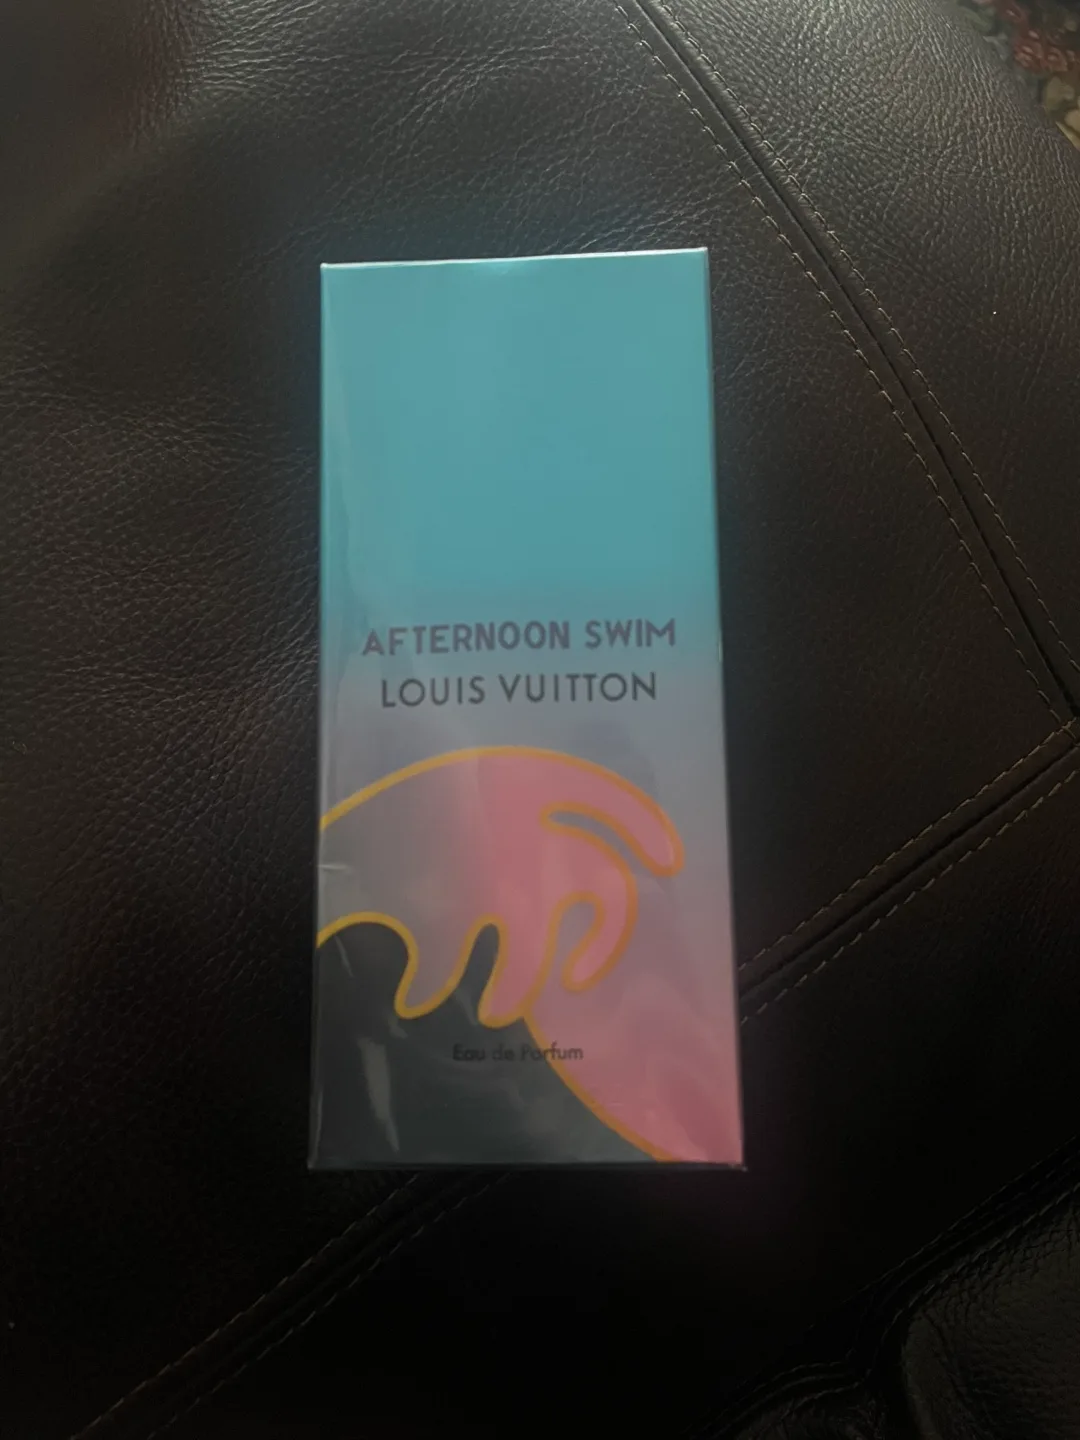 AFTERNOON SWIM
LOUIS VUITTON
Eau de Parfum